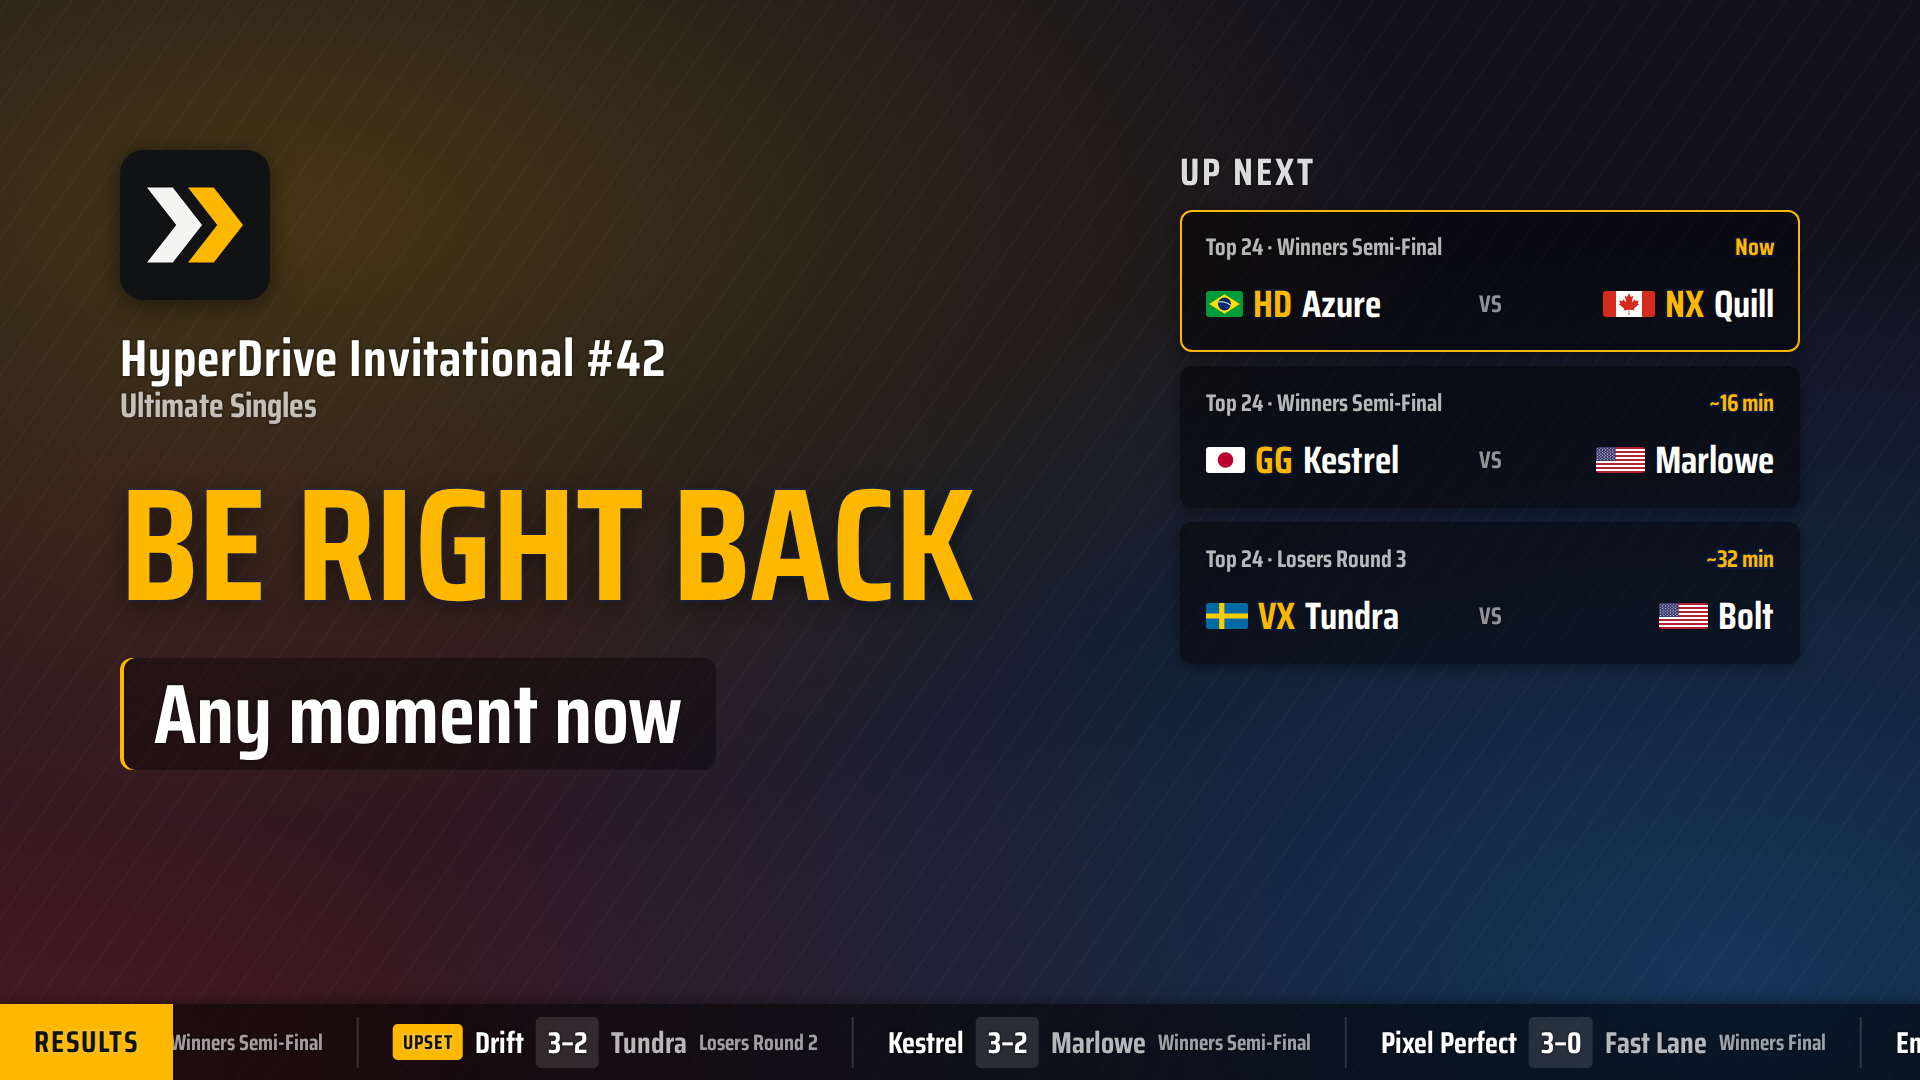 HyperDrive Invitational #42
Ultimate Singles
BE RIGHT BACK
Any moment now
UP NEXT
Top 24 · Winners Semi-Final Now
HD Azure VS NX Quill
Top 24 · Winners Semi-Final ~16 min
GG Kestrel VS Marlowe
Top 24 · Losers Round 3 ~32 min
VX Tundra VS Bolt
RESULTS Winners Semi-Final UPSET Drift 3–2 Tundra Losers Round 2 Kestrel 3–2 Marlowe Winners Semi-Final Pixel Perfect 3–0 Fast Lane Winners Final